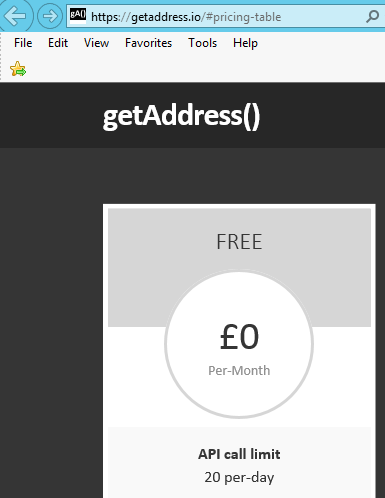 gA()
https://getaddress.io/#pricing-table
File Edit View Favorites Tools Help
getAddress()
FREE
£0
Per-Month
API call limit
20 per-day